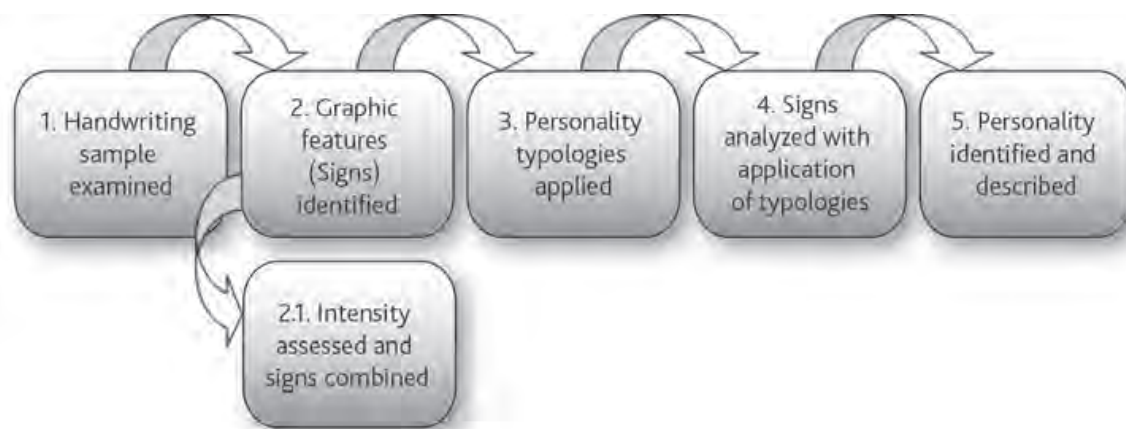 1. Handwriting
sample
examined
2. Graphic
features
(Signs)
identified
3. Personality
typologies
applied
4. Signs
analyzed with
application
of typologies
5. Personality
identified and
described
2.1. Intensity
assessed and
signs combined